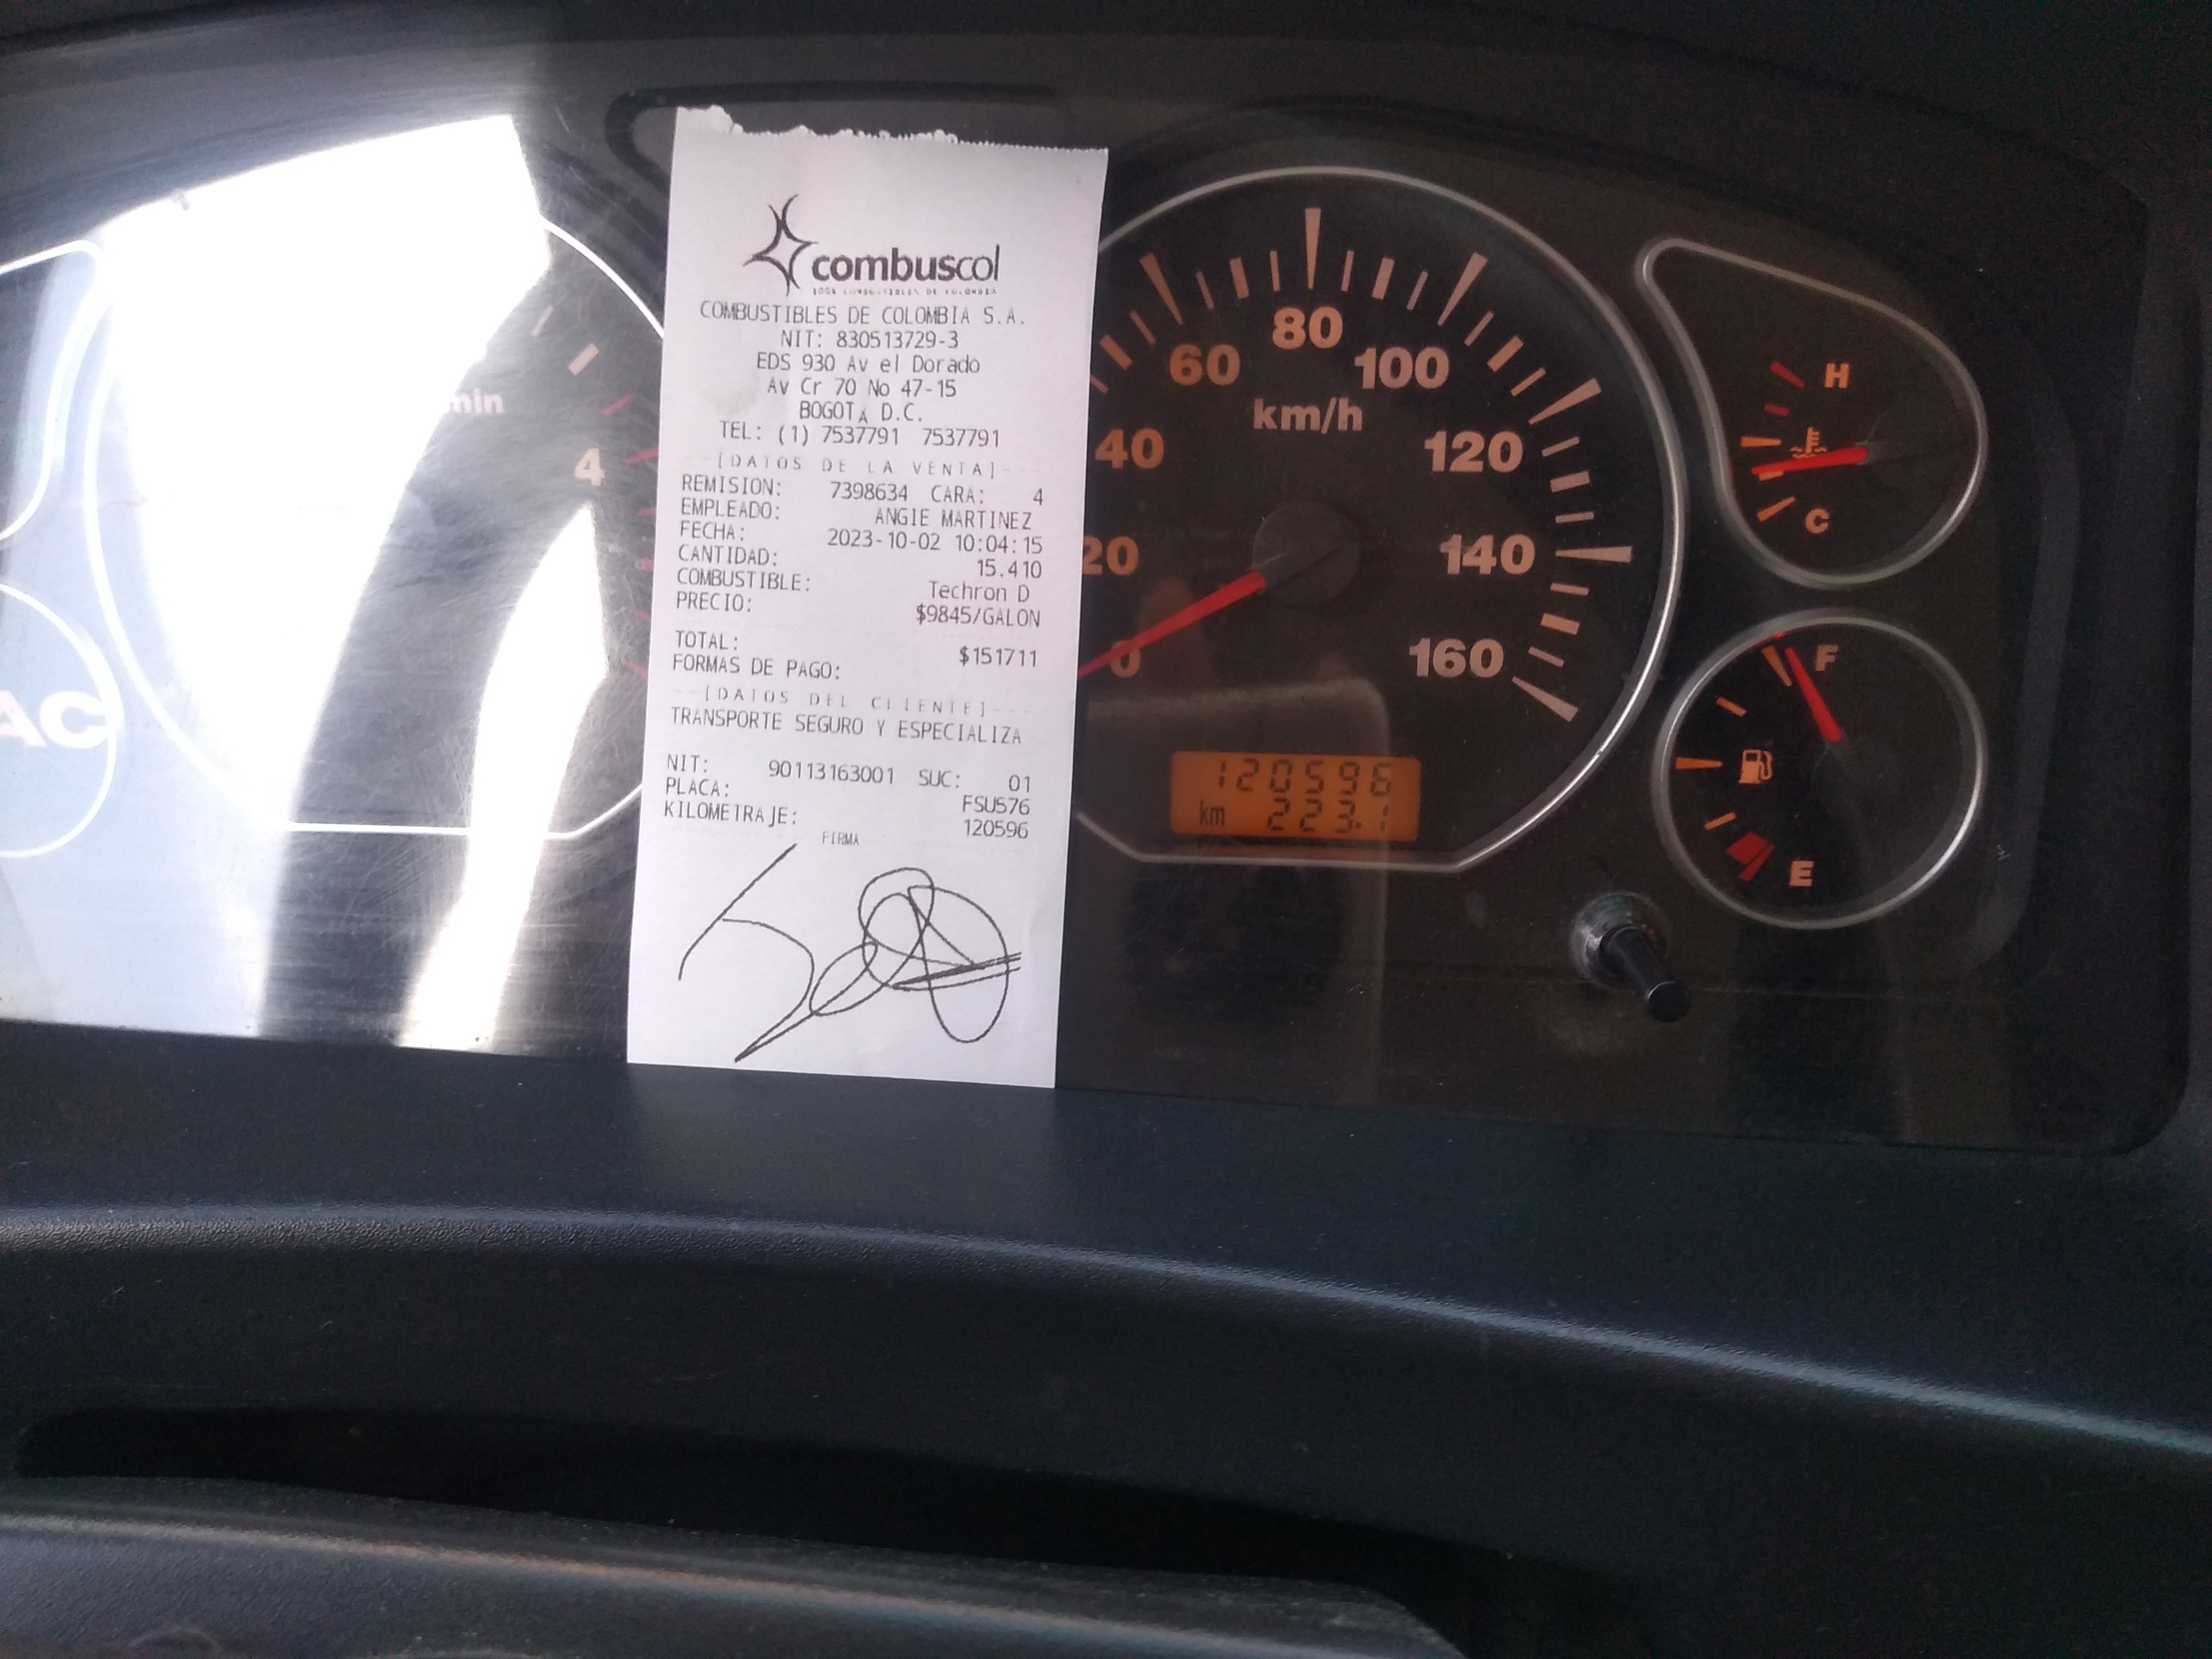 combuscol
COMBUSTIBLES DE COLOMBIA S.A.
NIT: 830513729-3
EDS 930 Av el Dorado
Av Cr 70 No 47-15
BOGOTA D.C.
TEL: (1) 7537791 7537791
[DATOS DE LA VENTA]
REMISION: 7398634 CARA: 4
EMPLEADO: ANGIE MARTINEZ
FECHA: 2023-10-02 10:04:15
CANTIDAD: 15.410
COMBUSTIBLE: Techron D
PRECIO: $9845/GALON
TOTAL: $151711
FORMAS DE PAGO:
[DATOS DEL CLIENTE]
TRANSPORTE SEGURO Y ESPECIALIZA
NIT: 90113163001 SUC: 01
PLACA: FSU576
KILOMETRAJE: 120596
FIRMA
min
4
AC
0
20
40
60
80
100
120
140
160
km/h
120596
km 223.1
H
C
F
E